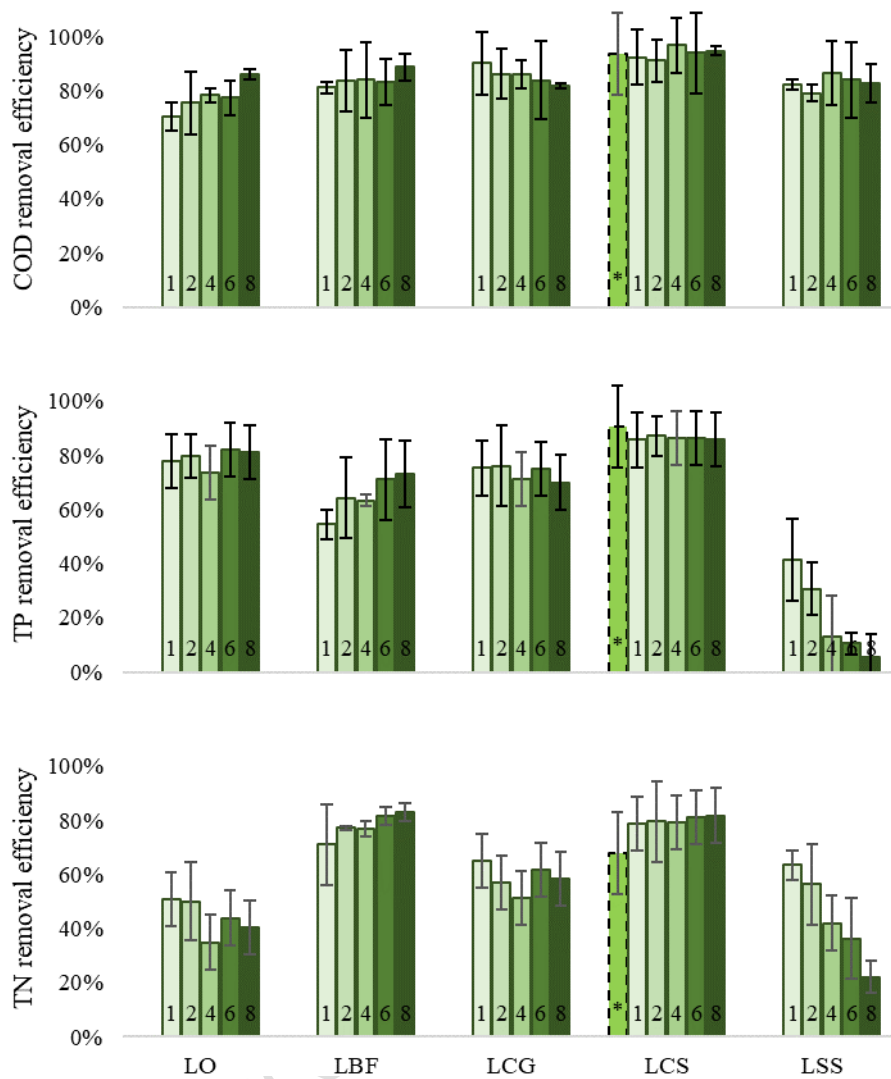 COD removal efficiency
100%
80%
60%
40%
20%
0%
1 2 4 6 8
1 2 4 6 8
1 2 4 6 8
* 1 2 4 6 8
1 2 4 6 8
TP removal efficiency
100%
80%
60%
40%
20%
0%
1 2 4 6 8
1 2 4 6 8
1 2 4 6 8
* 1 2 4 6 8
1 2 4 6 8
TN removal efficiency
100%
80%
60%
40%
20%
0%
1 2 4 6 8
1 2 4 6 8
1 2 4 6 8
* 1 2 4 6 8
1 2 4 6 8
LO LBF LCG LCS LSS